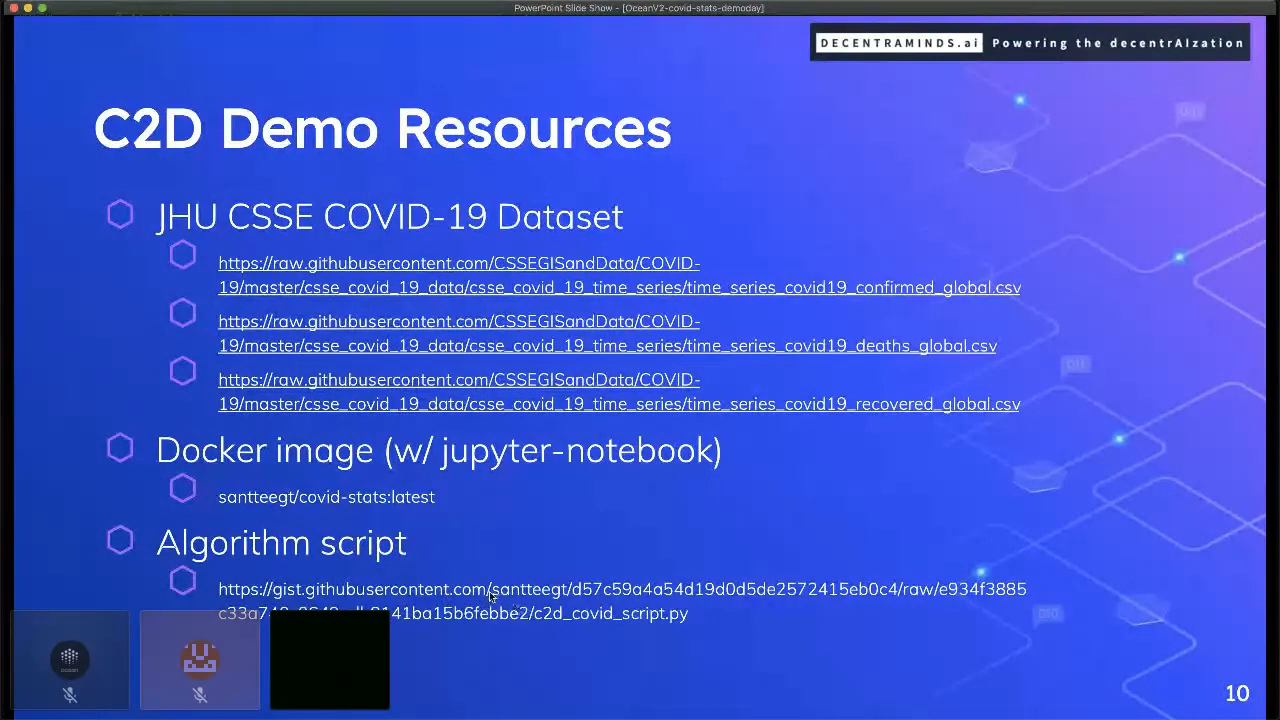 PowerPoint Slide Show - [OceanV2-covid-stats-demoday]
DECENTRAMINDS.ai Powering the decentrAIzation
C2D Demo Resources
JHU CSSE COVID-19 Dataset
https://raw.githubusercontent.com/CSSEGISandData/COVID-
19/master/csse_covid_19_data/csse_covid_19_time_series/time_series_covid19_confirmed_global.csv
https://raw.githubusercontent.com/CSSEGISandData/COVID-
19/master/csse_covid_19_data/csse_covid_19_time_series/time_series_covid19_deaths_global.csv
https://raw.githubusercontent.com/CSSEGISandData/COVID-
19/master/csse_covid_19_data/csse_covid_19_time_series/time_series_covid19_recovered_global.csv
Docker image (w/ jupyter-notebook)
santteegt/covid-stats:latest
Algorithm script
https://gist.githubusercontent.com/santteegt/d57c59a4a54d19d0d5de2572415eb0c4/raw/e934f3885
/c2d_covid_script.py
10